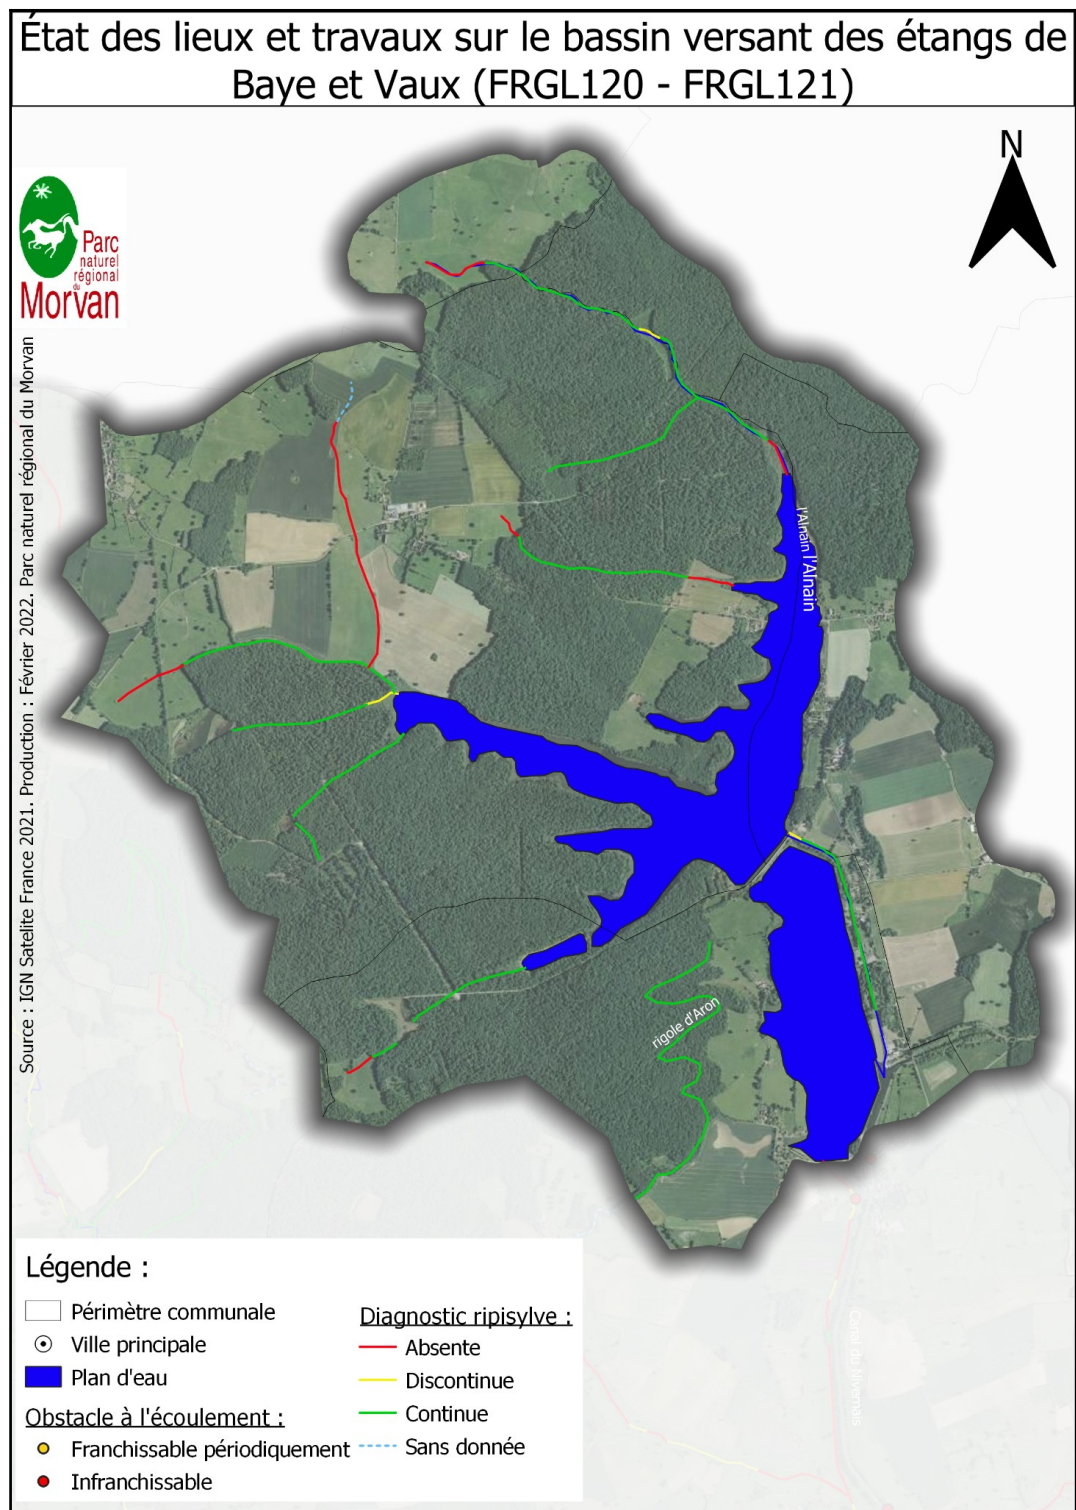 État des lieux et travaux sur le bassin versant des étangs de
Baye et Vaux (FRGL120 - FRGL121)
N
Parc
naturel
régional
du
Morvan
Source : IGN Satelite France 2021. Production : Février 2022. Parc naturel régional du Morvan
l'Alnain
l'Alnain
rigole d'Aron
Canal du Nivernais
Légende :
Périmètre communale
Ville principale
Plan d'eau
Obstacle à l'écoulement :
Franchissable périodiquement
Infranchissable
Diagnostic ripisylve :
Absente
Discontinue
Continue
Sans donnée